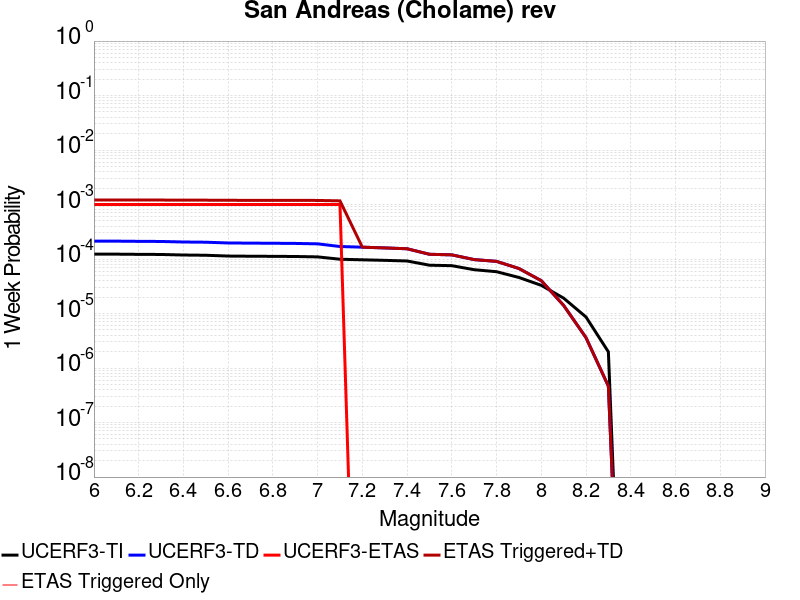 San Andreas (Cholame) rev
10^0
10^-1
10^-2
10^-3
10^-4
10^-5
10^-6
10^-7
10^-8
1 Week Probability
6 6.2 6.4 6.6 6.8 7 7.2 7.4 7.6 7.8 8 8.2 8.4 8.6 8.8 9
Magnitude
UCERF3-TI UCERF3-TD UCERF3-ETAS ETAS Triggered+TD
ETAS Triggered Only